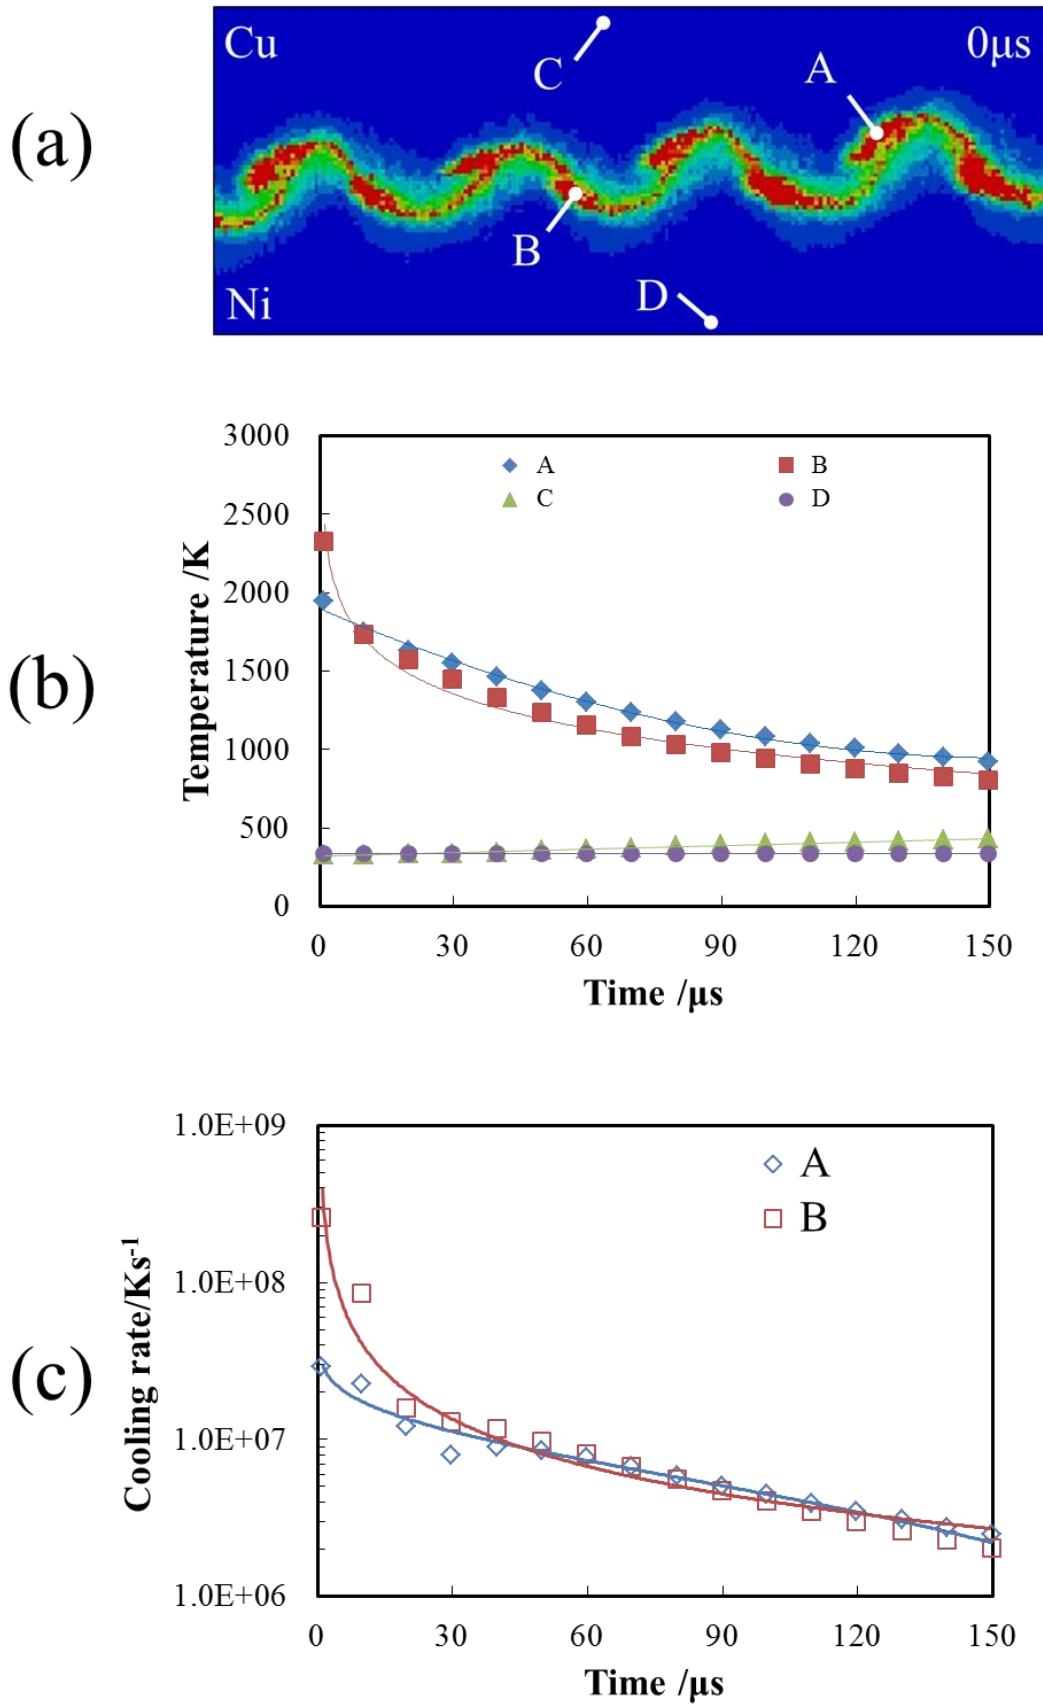 (a)
Cu
0μs
C
A
B
D
Ni
(b)
Temperature /K
3000
2500
2000
1500
1000
500
0
A
B
C
D
0 30 60 90 120 150
Time /μs
(c)
Cooling rate/Ks⁻¹
1.0E+09
1.0E+08
1.0E+07
1.0E+06
A
B
0 30 60 90 120 150
Time /μs